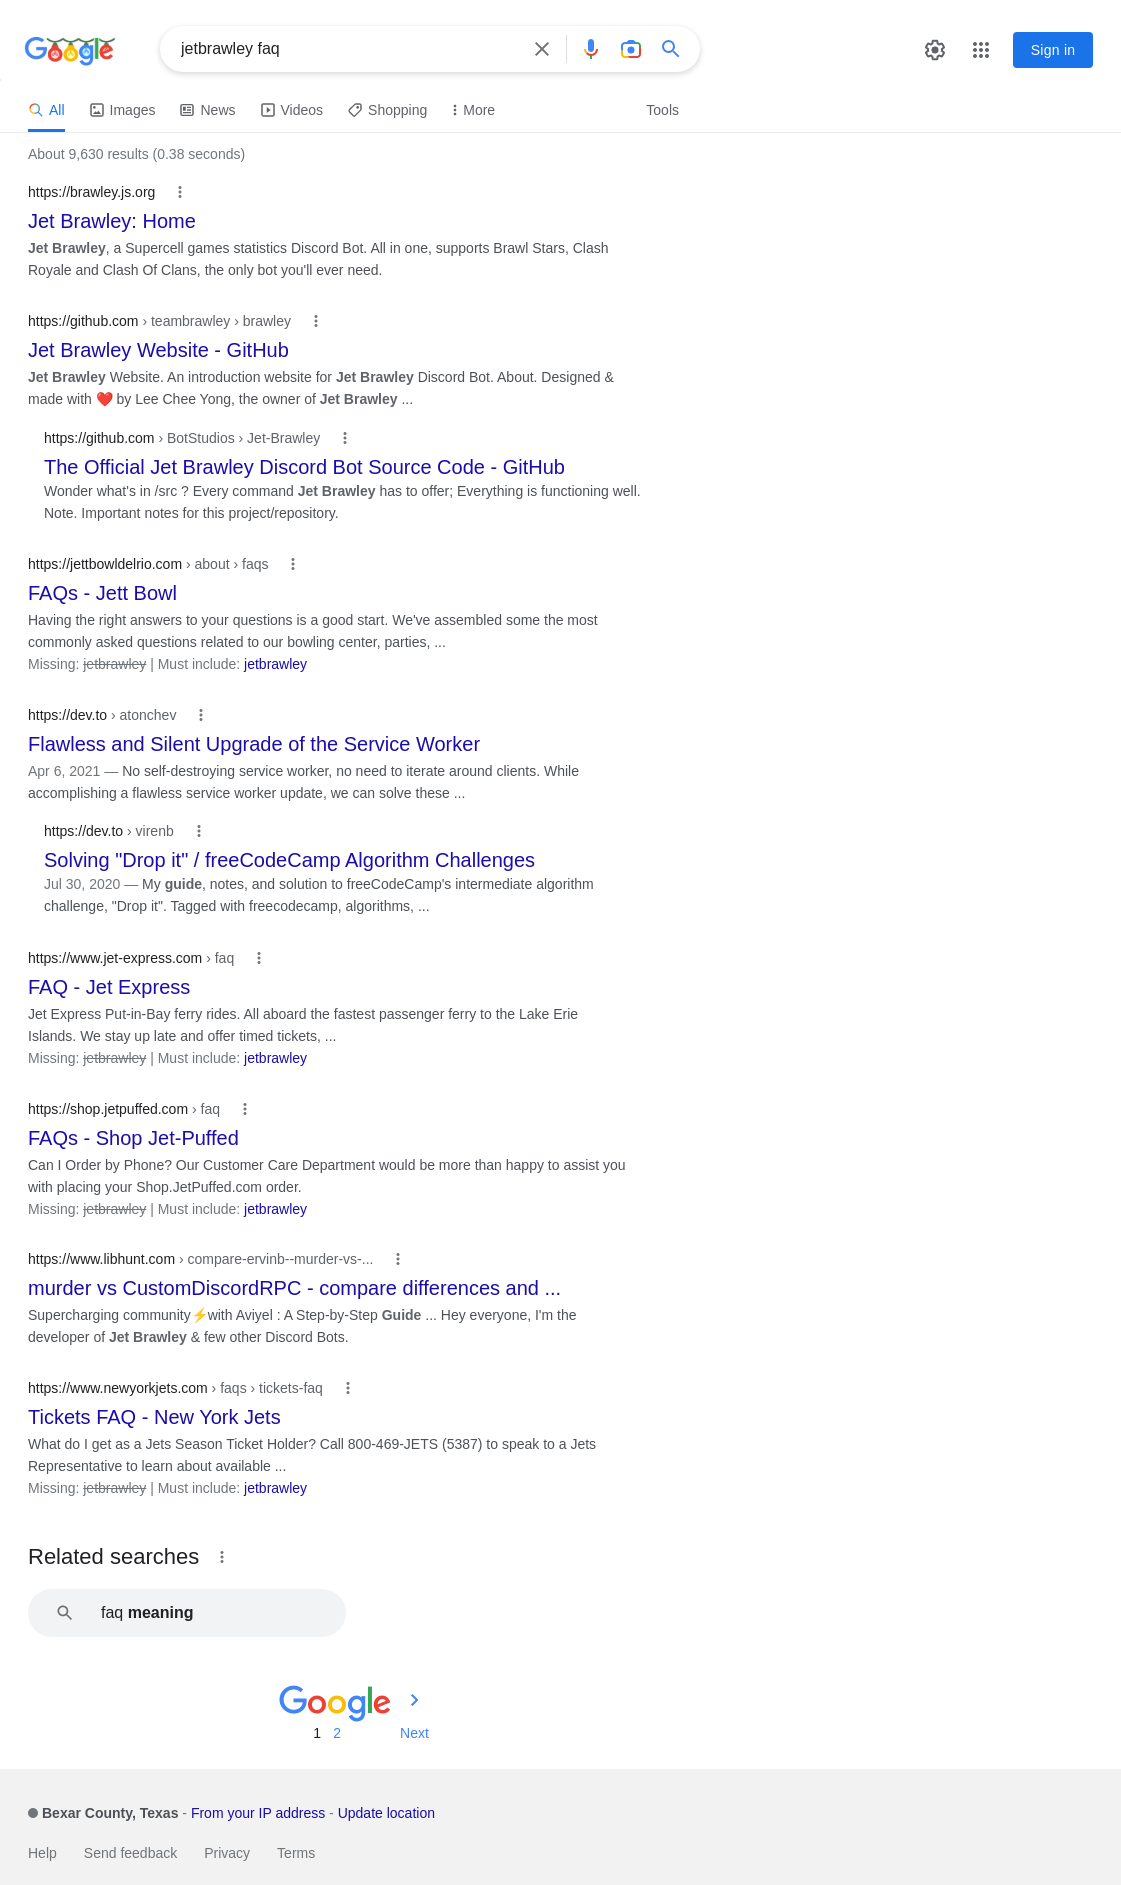 Google
jetbrawley faq
Sign in
All
Images
News
Videos
Shopping
More
Tools
About 9,630 results (0.38 seconds)
https://brawley.js.org
Jet Brawley: Home
Jet Brawley, a Supercell games statistics Discord Bot. All in one, supports Brawl Stars, Clash
Royale and Clash Of Clans, the only bot you'll ever need.
https://github.com › teambrawley › brawley
Jet Brawley Website - GitHub
Jet Brawley Website. An introduction website for Jet Brawley Discord Bot. About. Designed &
made with ❤️ by Lee Chee Yong, the owner of Jet Brawley ...
https://github.com › BotStudios › Jet-Brawley
The Official Jet Brawley Discord Bot Source Code - GitHub
Wonder what's in /src ? Every command Jet Brawley has to offer; Everything is functioning well.
Note. Important notes for this project/repository.
https://jettbowldelrio.com › about › faqs
FAQs - Jett Bowl
Having the right answers to your questions is a good start. We've assembled some the most
commonly asked questions related to our bowling center, parties, ...
Missing: jetbrawley | Must include: jetbrawley
https://dev.to › atonchev
Flawless and Silent Upgrade of the Service Worker
Apr 6, 2021 — No self-destroying service worker, no need to iterate around clients. While
accomplishing a flawless service worker update, we can solve these ...
https://dev.to › virenb
Solving "Drop it" / freeCodeCamp Algorithm Challenges
Jul 30, 2020 — My guide, notes, and solution to freeCodeCamp's intermediate algorithm
challenge, "Drop it". Tagged with freecodecamp, algorithms, ...
https://www.jet-express.com › faq
FAQ - Jet Express
Jet Express Put-in-Bay ferry rides. All aboard the fastest passenger ferry to the Lake Erie
Islands. We stay up late and offer timed tickets, ...
Missing: jetbrawley | Must include: jetbrawley
https://shop.jetpuffed.com › faq
FAQs - Shop Jet-Puffed
Can I Order by Phone? Our Customer Care Department would be more than happy to assist you
with placing your Shop.JetPuffed.com order.
Missing: jetbrawley | Must include: jetbrawley
https://www.libhunt.com › compare-ervinb--murder-vs-...
murder vs CustomDiscordRPC - compare differences and ...
Supercharging community⚡with Aviyel : A Step-by-Step Guide ... Hey everyone, I'm the
developer of Jet Brawley & few other Discord Bots.
https://www.newyorkjets.com › faqs › tickets-faq
Tickets FAQ - New York Jets
What do I get as a Jets Season Ticket Holder? Call 800-469-JETS (5387) to speak to a Jets
Representative to learn about available ...
Missing: jetbrawley | Must include: jetbrawley
Related searches
faq meaning
Google
1 2 Next
Bexar County, Texas - From your IP address - Update location
Help Send feedback Privacy Terms